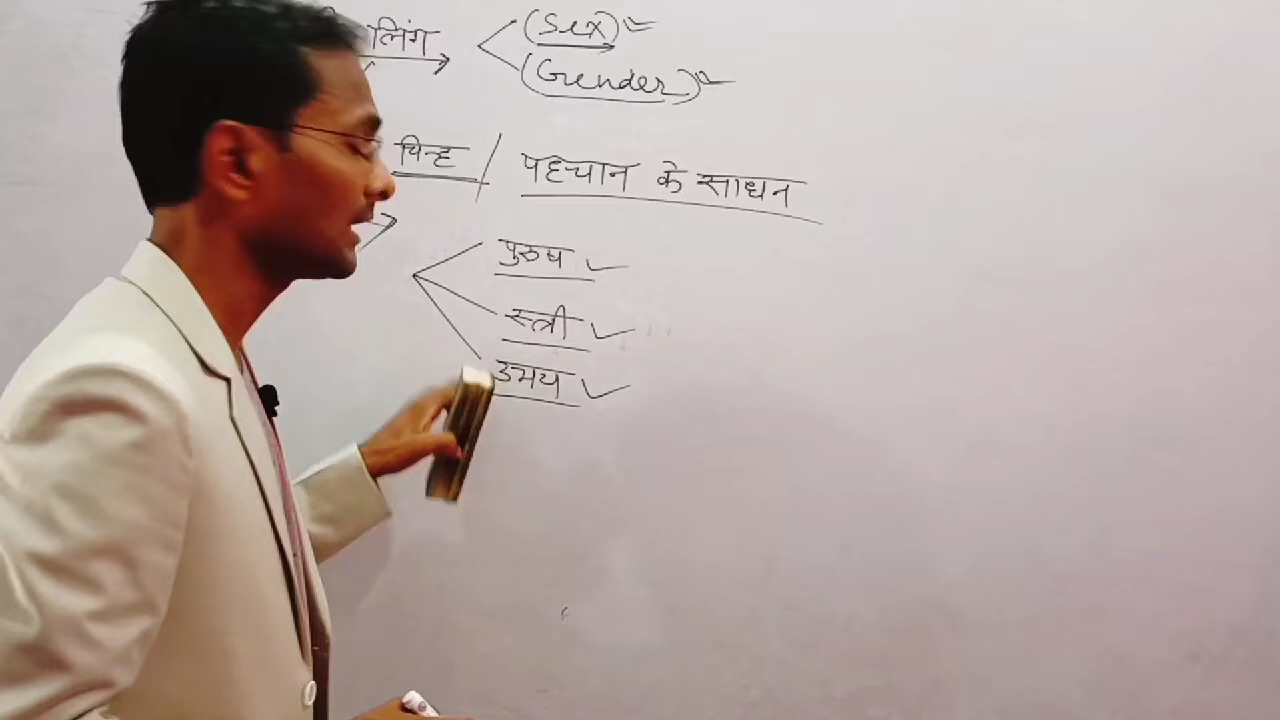 लिंग (Sex)
(Gender)
चिन्ह / पहचान के साधन
पुरुष
स्त्री
उभय